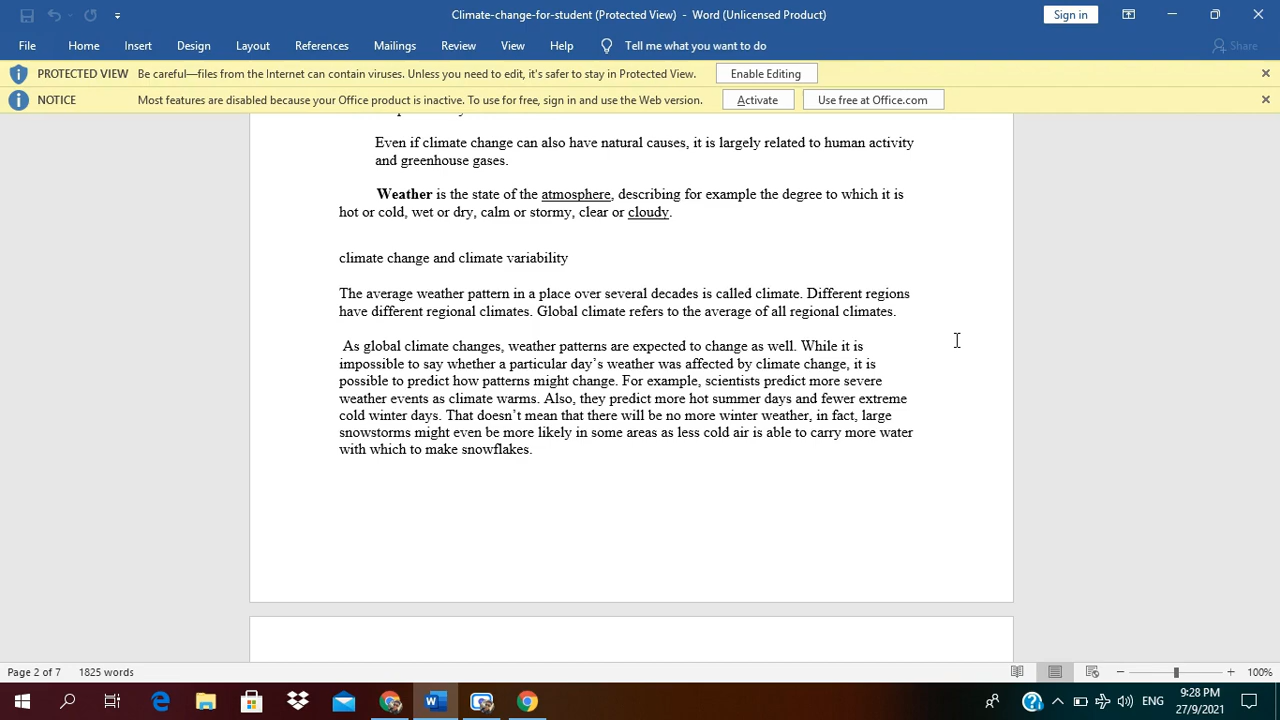 Climate-change-for-student (Protected View) - Word (Unlicensed Product)
Sign in
File Home Insert Design Layout References Mailings Review View Help Tell me what you want to do Share
PROTECTED VIEW Be careful—files from the Internet can contain viruses. Unless you need to edit, it's safer to stay in Protected View. Enable Editing
NOTICE Most features are disabled because your Office product is inactive. To use for free, sign in and use the Web version. Activate Use free at Office.com
Even if climate change can also have natural causes, it is largely related to human activity
and greenhouse gases.
Weather is the state of the atmosphere, describing for example the degree to which it is
hot or cold, wet or dry, calm or stormy, clear or cloudy.
climate change and climate variability
The average weather pattern in a place over several decades is called climate. Different regions
have different regional climates. Global climate refers to the average of all regional climates.
As global climate changes, weather patterns are expected to change as well. While it is
impossible to say whether a particular day’s weather was affected by climate change, it is
possible to predict how patterns might change. For example, scientists predict more severe
weather events as climate warms. Also, they predict more hot summer days and fewer extreme
cold winter days. That doesn’t mean that there will be no more winter weather, in fact, large
snowstorms might even be more likely in some areas as less cold air is able to carry more water
with which to make snowflakes.
Page 2 of 7 1825 words 100%
ENG 9:28 PM
27/9/2021